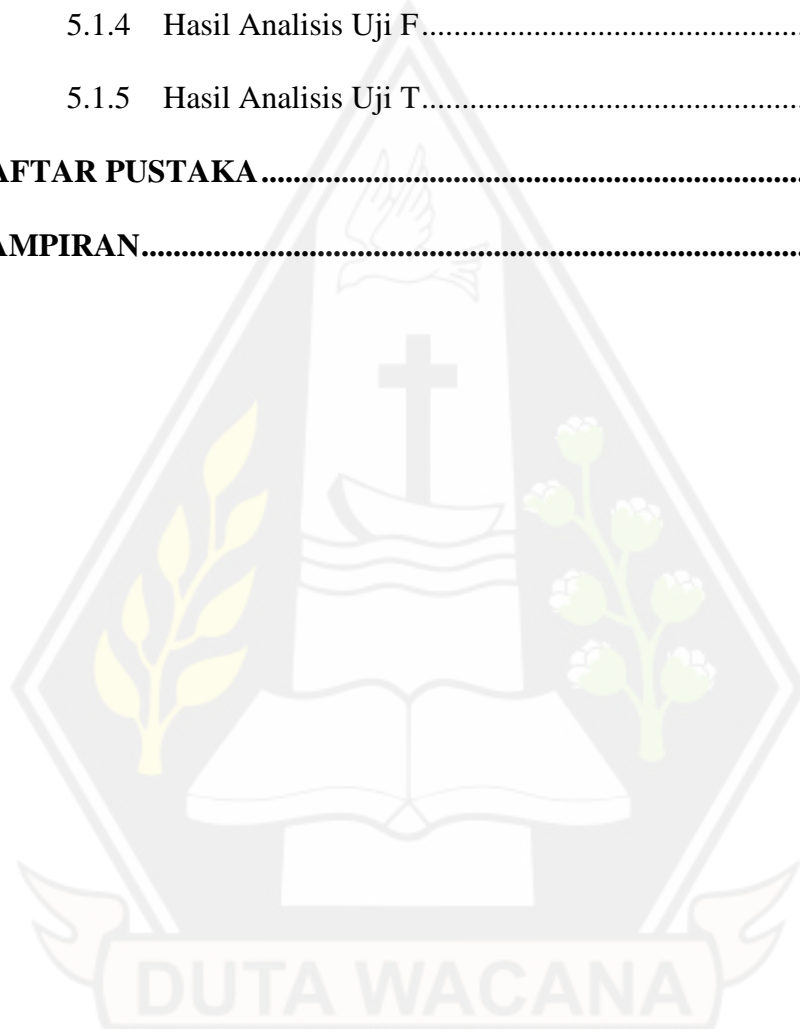 5.1.4 Hasil Analisis Uji F..............................................
5.1.5 Hasil Analisis Uji T..............................................
AFTAR PUSTAKA..............................................
AMPIRAN..............................................
DUTA WACANA